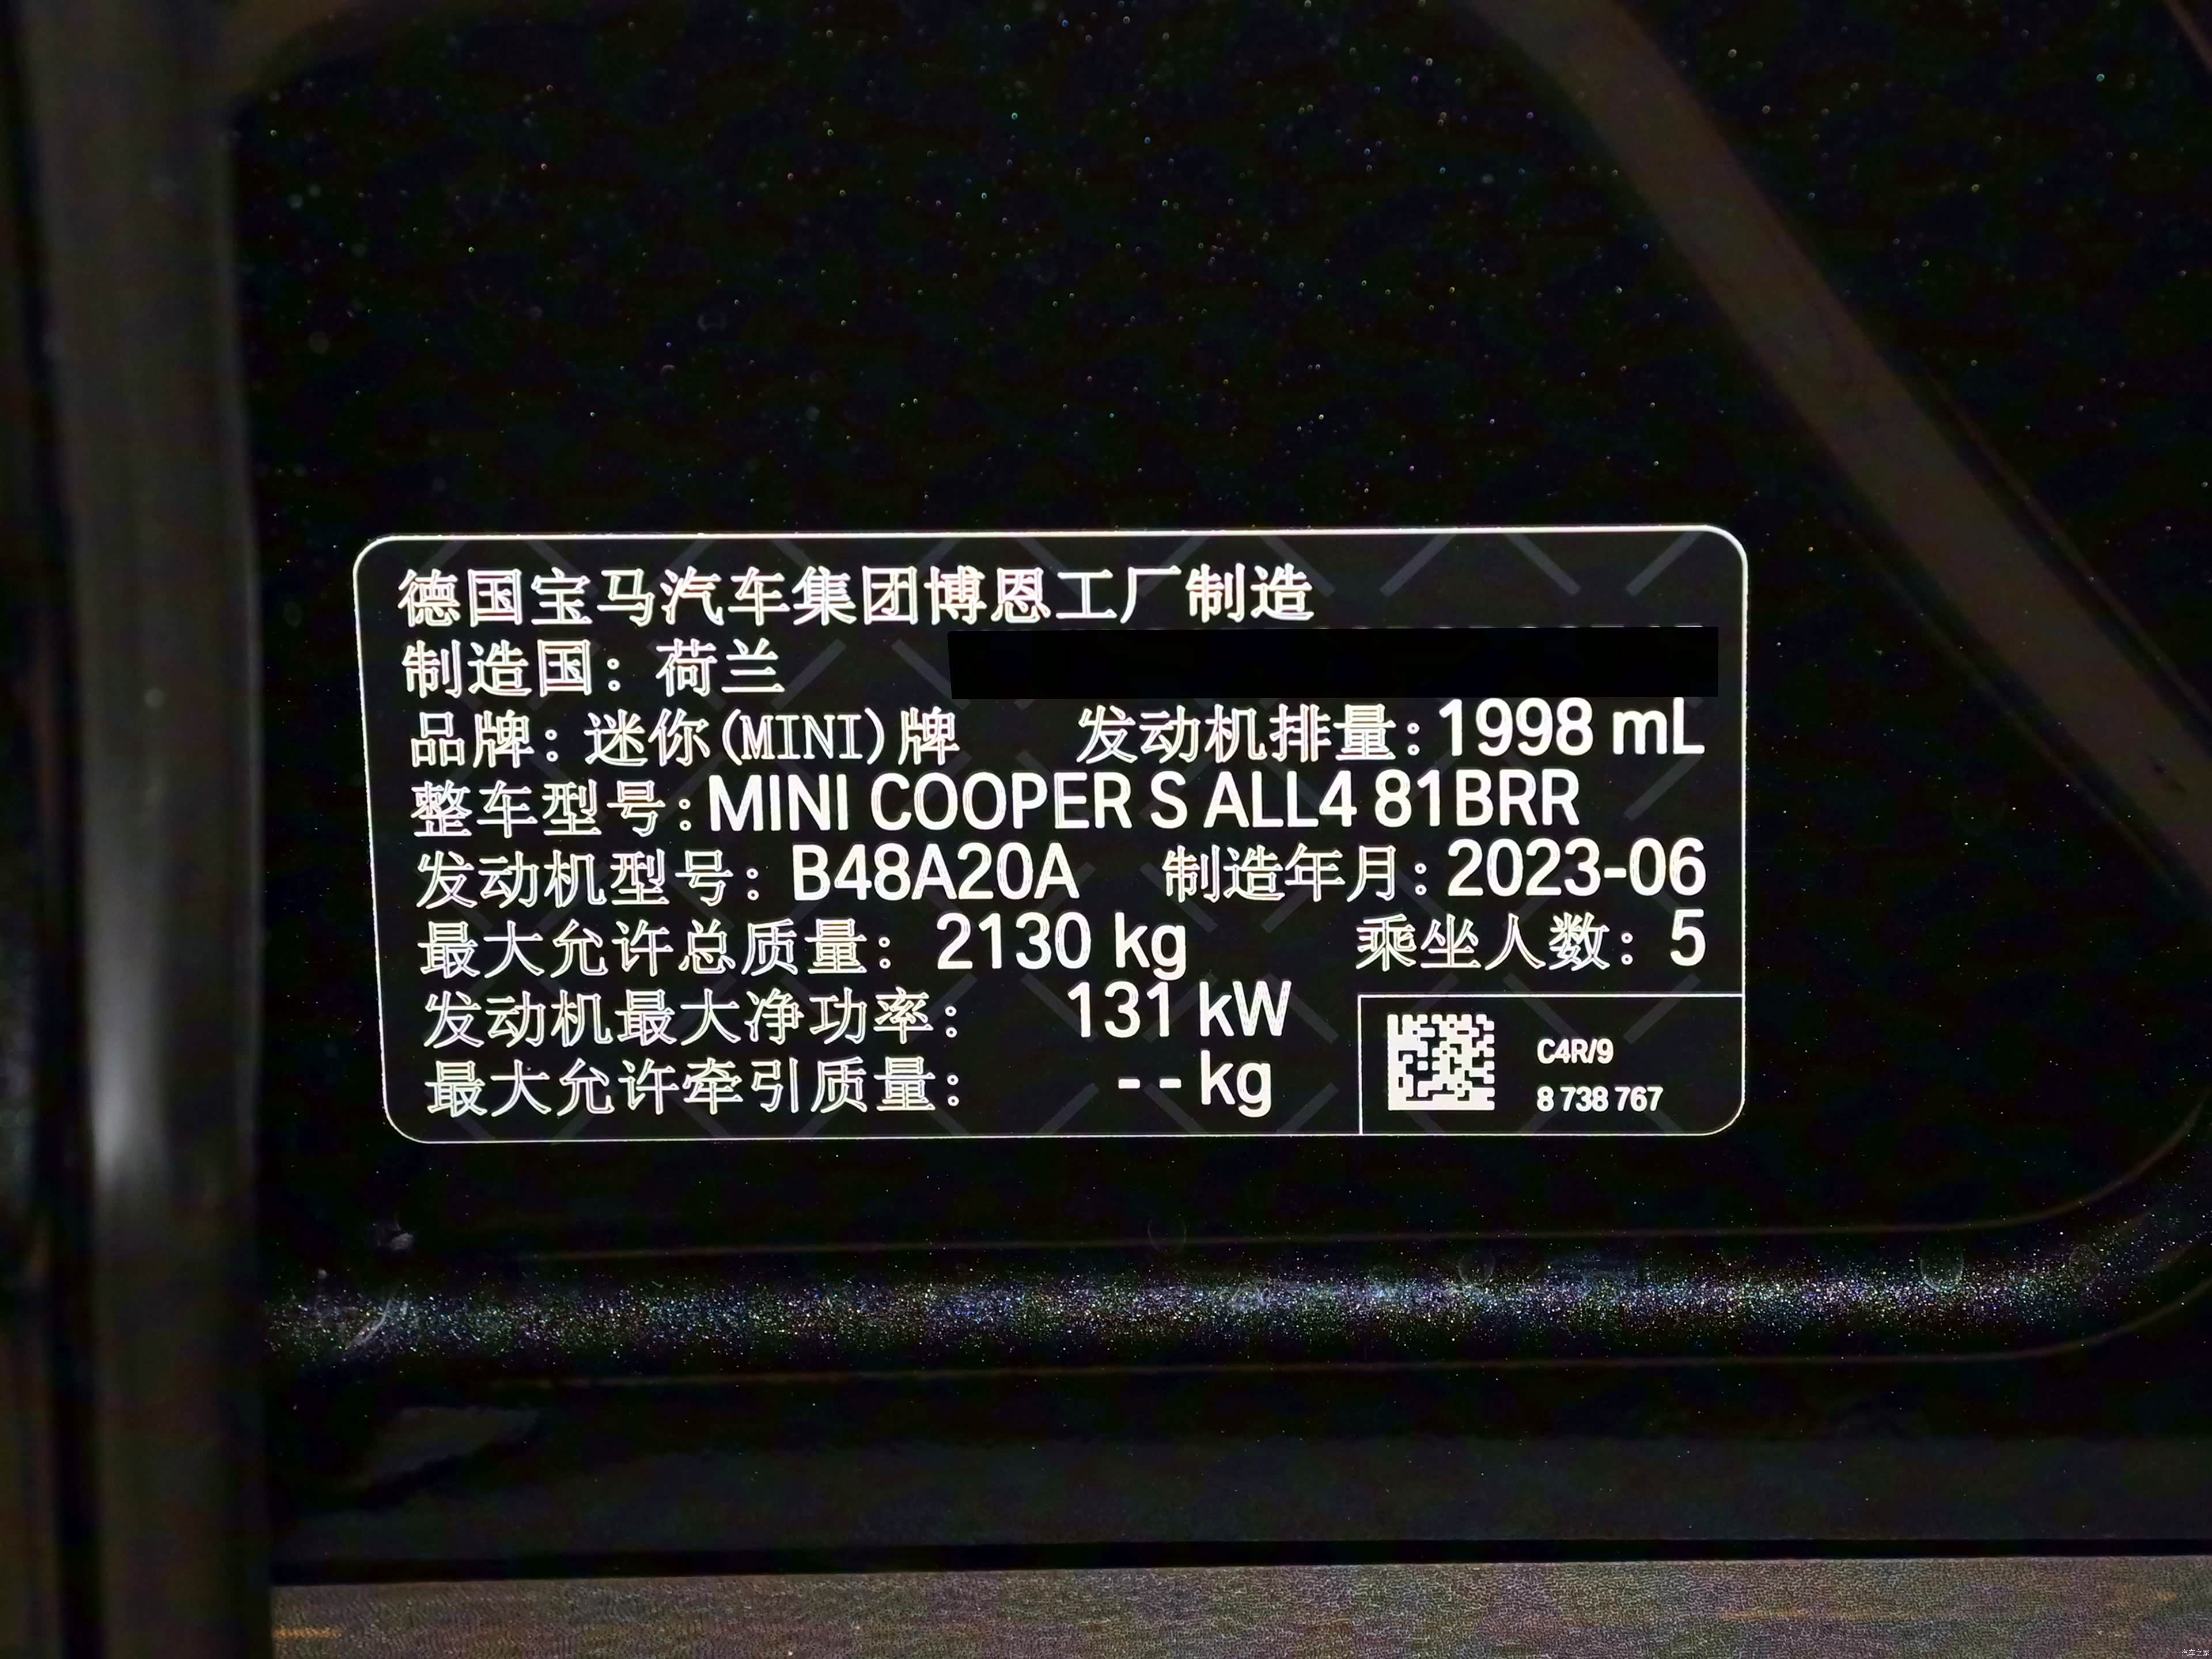 德国宝马汽车集团博恩工厂制造
制造国：荷兰
品牌：迷你(MINI)牌 发动机排量：1998 mL
整车型号：MINI COOPER S ALL4 81BRR
发动机型号：B48A20A 制造年月：2023-06
最大允许总质量：2130 kg 乘坐人数：5
发动机最大净功率：131 kW
最大允许牵引质量：-- kg
C4R/9
8 738 767
汽车之家